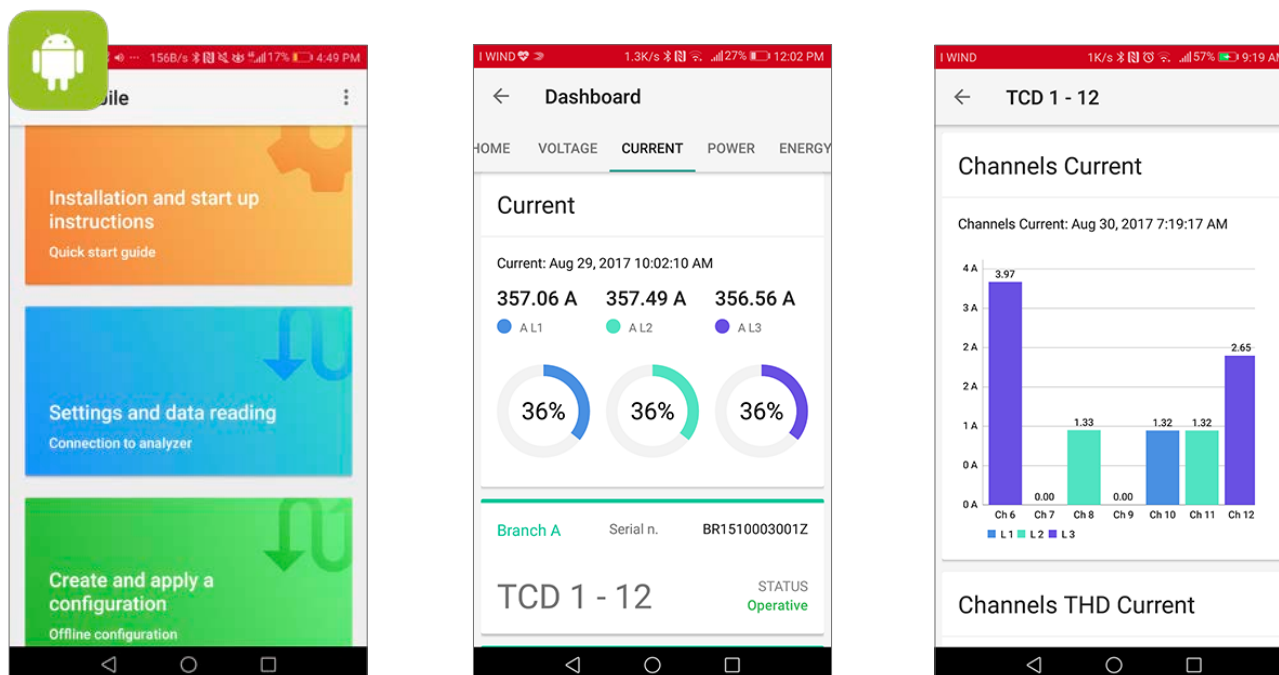 156B/s 17% 4:49 PM
bile
Installation and start up
instructions
Quick start guide
Settings and data reading
Connection to analyzer
Create and apply a
configuration
Offline configuration
I WIND 1.3K/s 27% 12:02 PM
Dashboard
HOME VOLTAGE CURRENT POWER ENERGY
Current
Current: Aug 29, 2017 10:02:10 AM
357.06 A 357.49 A 356.56 A
A L1 A L2 A L3
36% 36% 36%
Branch A Serial n. BR1510003001Z
TCD 1 - 12
STATUS
Operative
I WIND 1K/s 57% 9:19 AM
TCD 1 - 12
Channels Current
Channels Current: Aug 30, 2017 7:19:17 AM
4 A
3.97
3 A
2 A
2.65
2 A
1 A
1.33 1.32 1.32
0 A
0.00 0.00
0 A
Ch 6 Ch 7 Ch 8 Ch 9 Ch 10 Ch 11 Ch 12
L 1 L 2 L 3
Channels THD Current